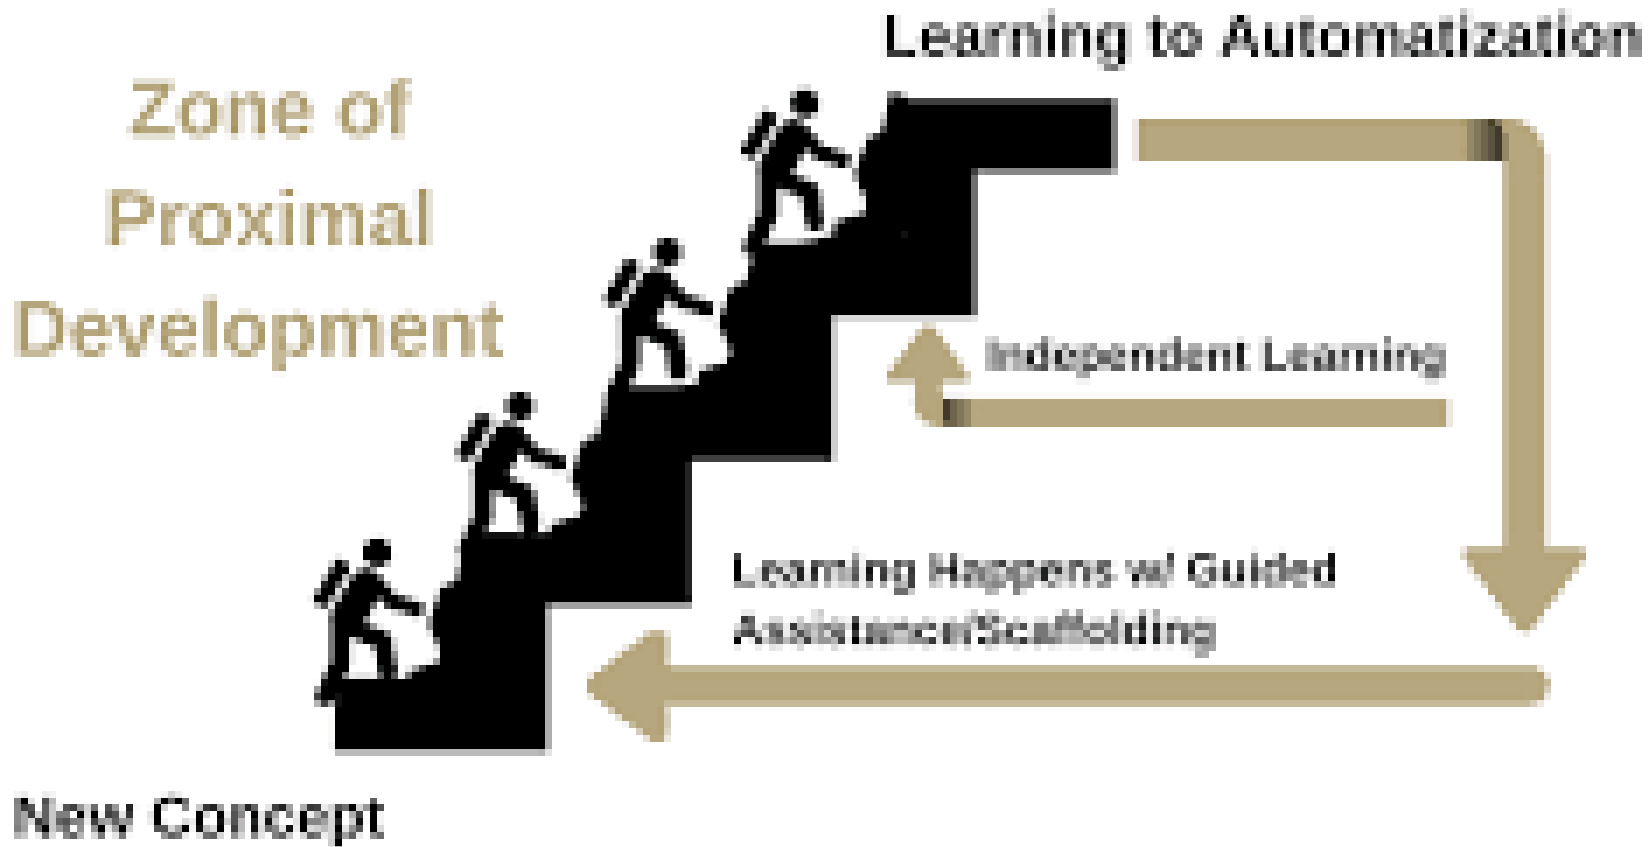 Learning to Automatization
Zone of
Proximal
Development
Independent Learning
Learning Happens w/ Guided
Assistance/Scaffolding
New Concept